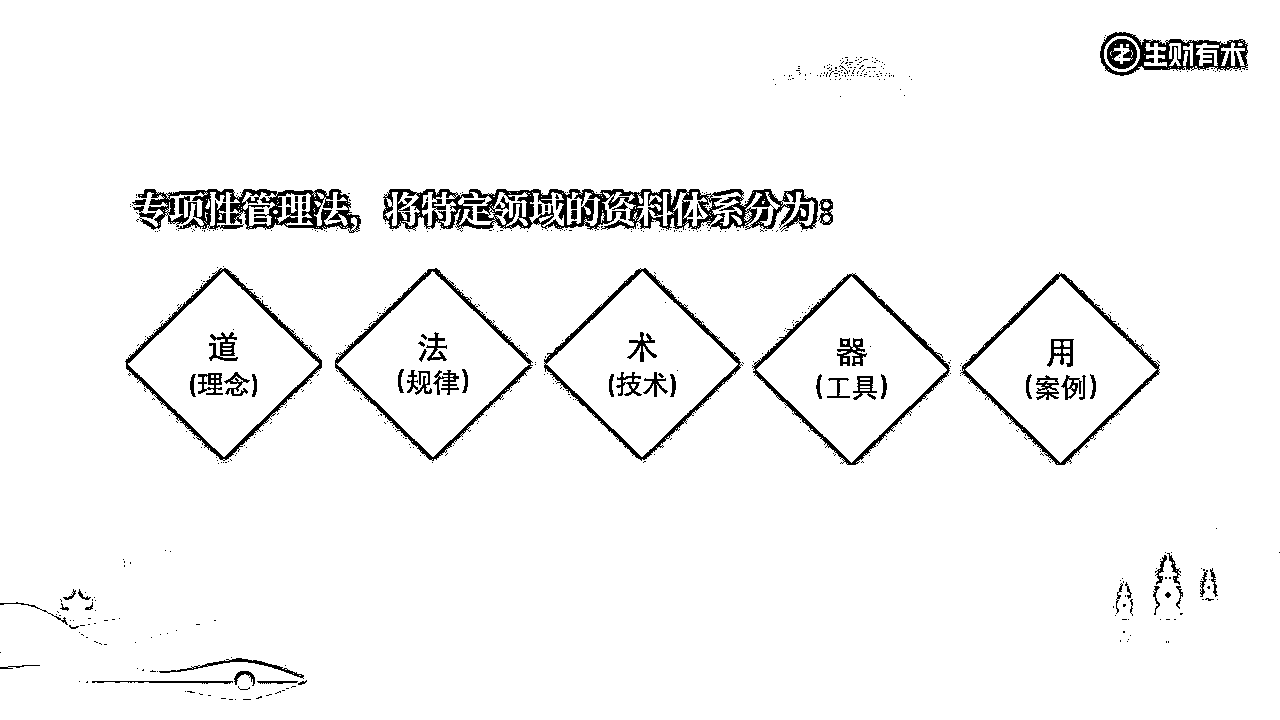 生财有术
专项性管理法，将特定领域的资料体系分为：
道
(理念)
法
(规律)
术
(技术)
器
(工具)
用
(案例)